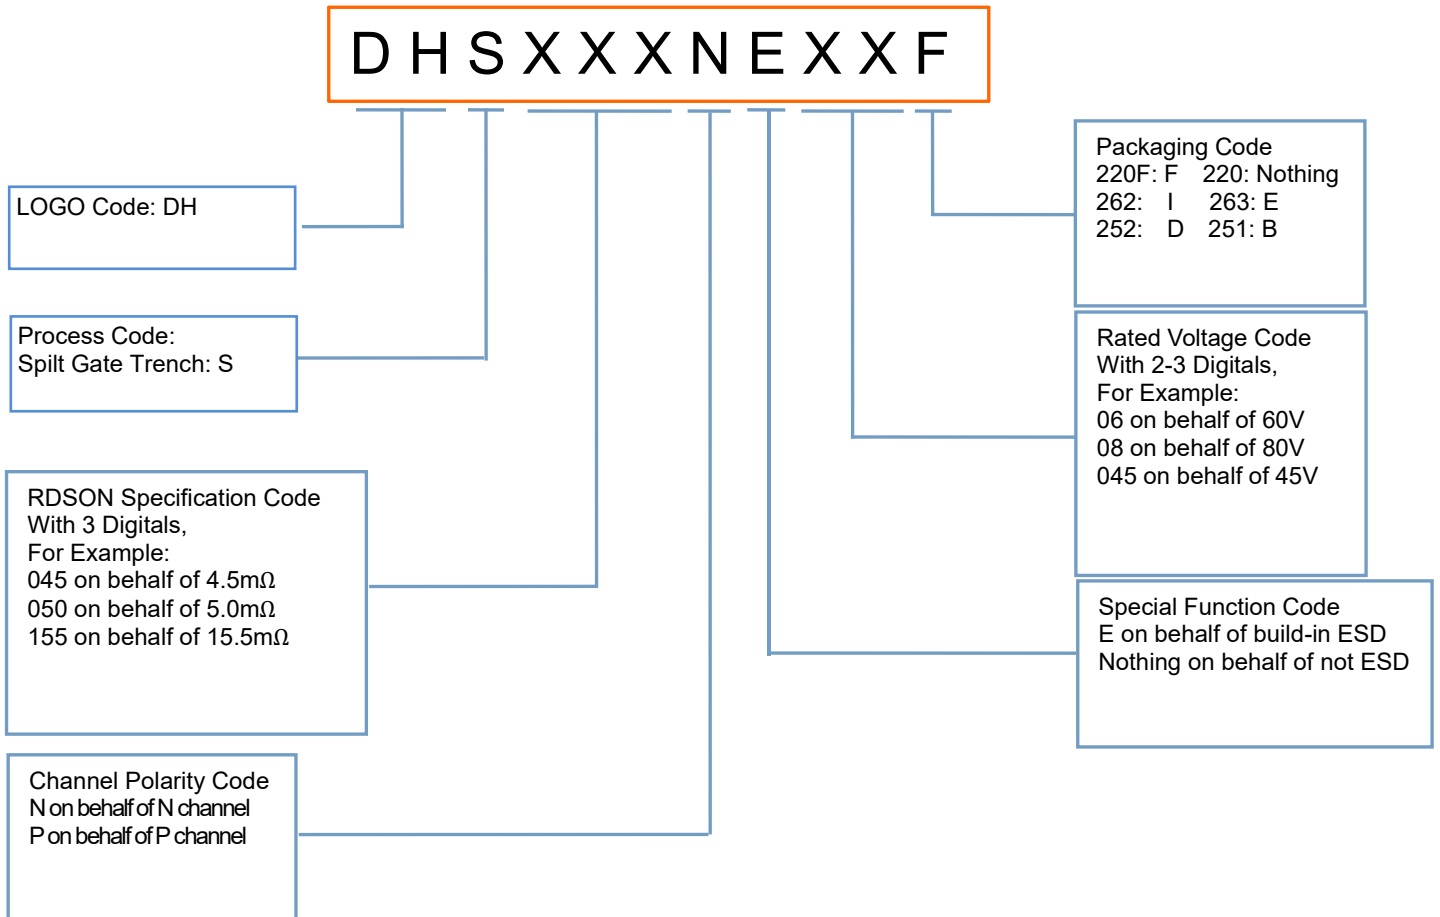 D H S X X X N E X X F
LOGO Code: DH
Process Code:
Spilt Gate Trench: S
RDSON Specification Code
With 3 Digitals,
For Example:
045 on behalf of 4.5mΩ
050 on behalf of 5.0mΩ
155 on behalf of 15.5mΩ
Channel Polarity Code
N on behalf of N channel
P on behalf of P channel
Packaging Code
220F: F 220: Nothing
262: I 263: E
252: D 251: B
Rated Voltage Code
With 2-3 Digitals,
For Example:
06 on behalf of 60V
08 on behalf of 80V
045 on behalf of 45V
Special Function Code
E on behalf of build-in ESD
Nothing on behalf of not ESD